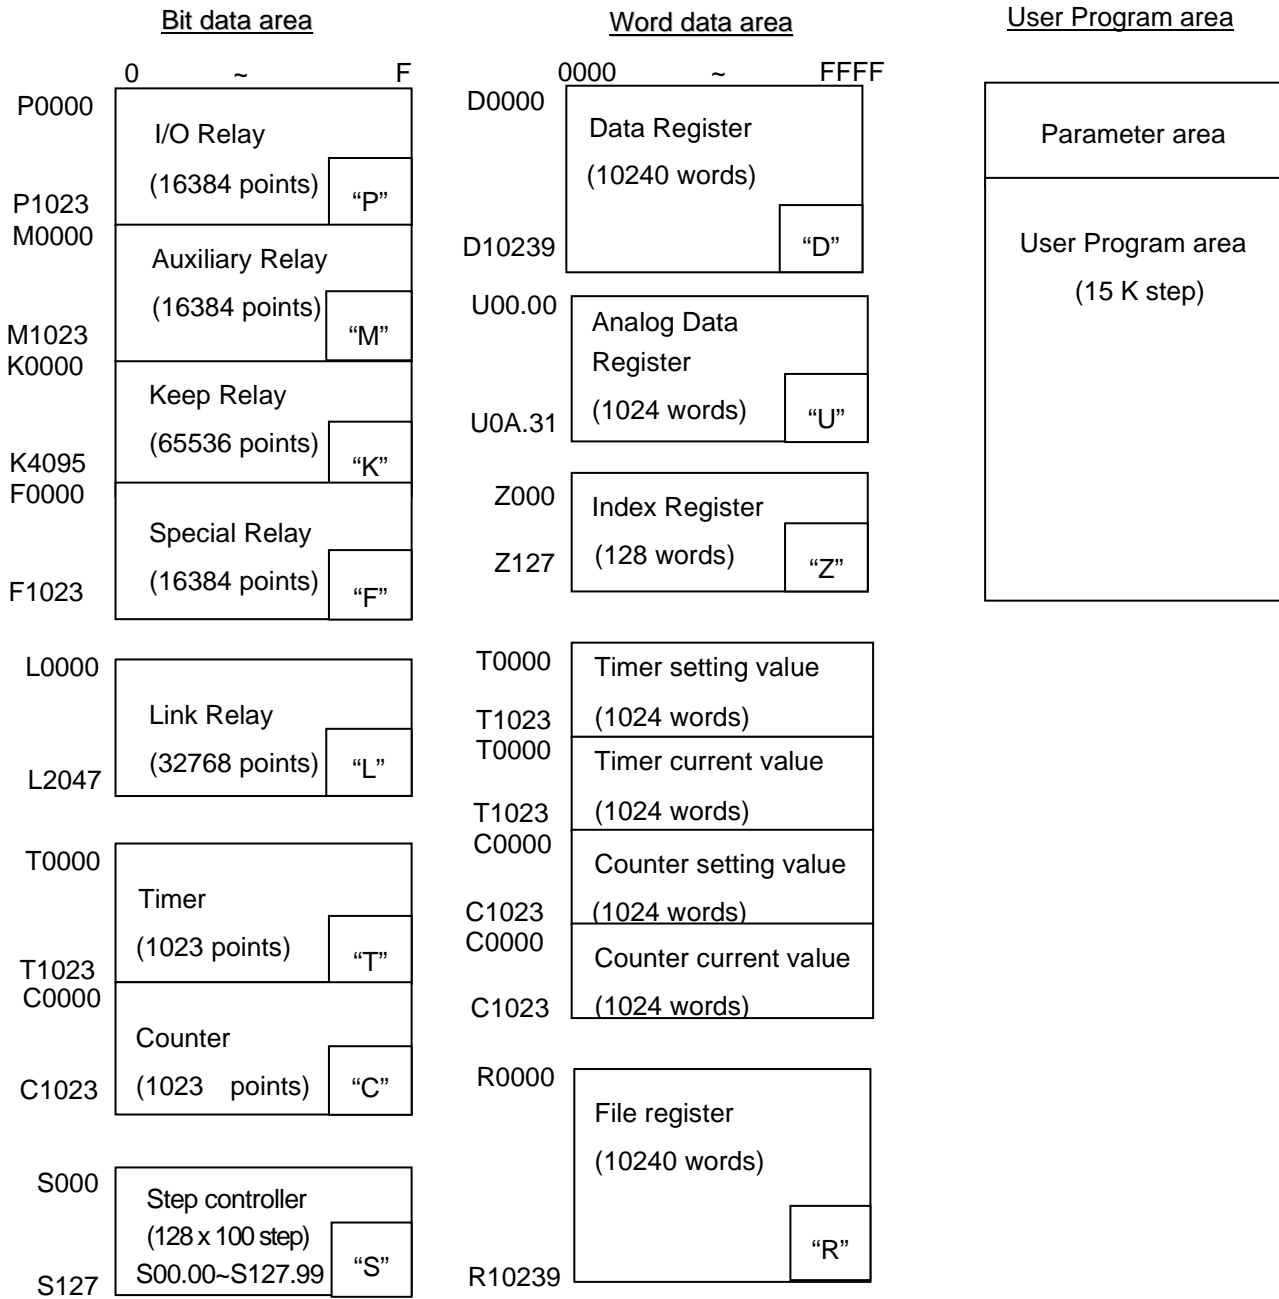 Bit data area
0 ~ F
P0000
I/O Relay
(16384 points)
“P”
P1023
M0000
Auxiliary Relay
(16384 points)
“M”
M1023
K0000
Keep Relay
(65536 points)
“K”
K4095
F0000
Special Relay
(16384 points)
“F”
F1023
L0000
Link Relay
(32768 points)
“L”
L2047
T0000
Timer
(1023 points)
“T”
T1023
C0000
Counter
(1023 points)
“C”
C1023
S000
Step controller
(128 x 100 step)
S00.00~S127.99
“S”
S127
Word data area
0000 ~ FFFF
D0000
Data Register
(10240 words)
“D”
D10239
U00.00
Analog Data
Register
(1024 words)
“U”
U0A.31
Z000
Index Register
(128 words)
“Z”
Z127
T0000
Timer setting value
(1024 words)
T1023
T0000
Timer current value
(1024 words)
T1023
C0000
Counter setting value
(1024 words)
C1023
C0000
Counter current value
(1024 words)
C1023
R0000
File register
(10240 words)
“R”
R10239
User Program area
Parameter area
User Program area
(15 K step)